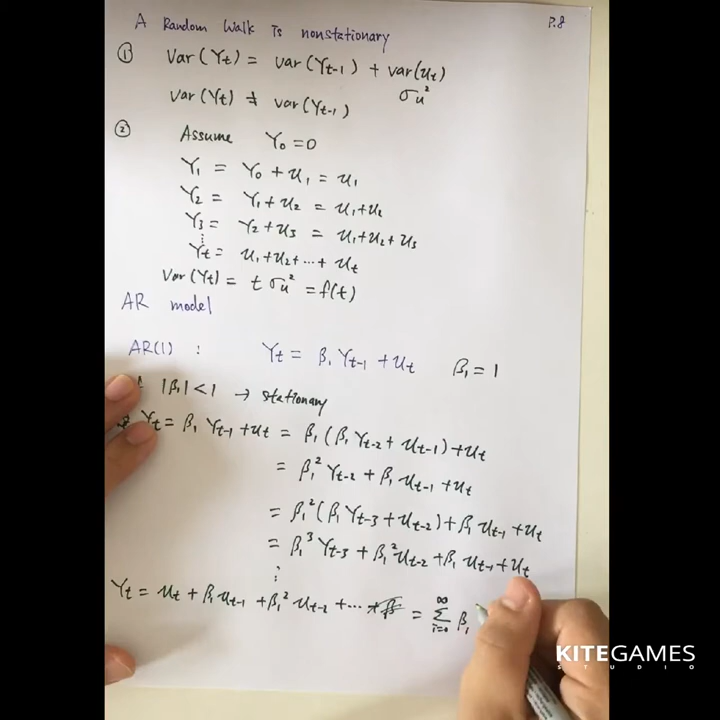 P.8
A Random Walk Is nonstationary
① Var(Yt) = var(Yt-1) + var(ut)
σu²
Var(Yt) ≠ var(Yt-1)
② Assume Y0 = 0
Y1 = Y0 + u1 = u1
Y2 = Y1 + u2 = u1+u2
Y3 = Y2 + u3 = u1+u2+u3
⋮
Yt = u1+u2+ ⋯ + ut
Var(Yt) = t σu² = f(t)
AR model
AR(1) : Yt = β1 Yt-1 + ut β1 = 1
|β1| < 1 → stationary
Yt = β1 Yt-1 + ut = β1(β1 Yt-2 + ut-1) + ut
= β1² Yt-2 + β1 ut-1 + ut
= β1²(β1 Yt-3 + ut-2) + β1 ut-1 + ut
= β1³ Yt-3 + β1² ut-2 + β1 ut-1 + ut
⋮
Yt = ut + β1 ut-1 + β1² ut-2 + ⋯ = ∞ Σ i=0 β1
KITEGAMES
STUDIO